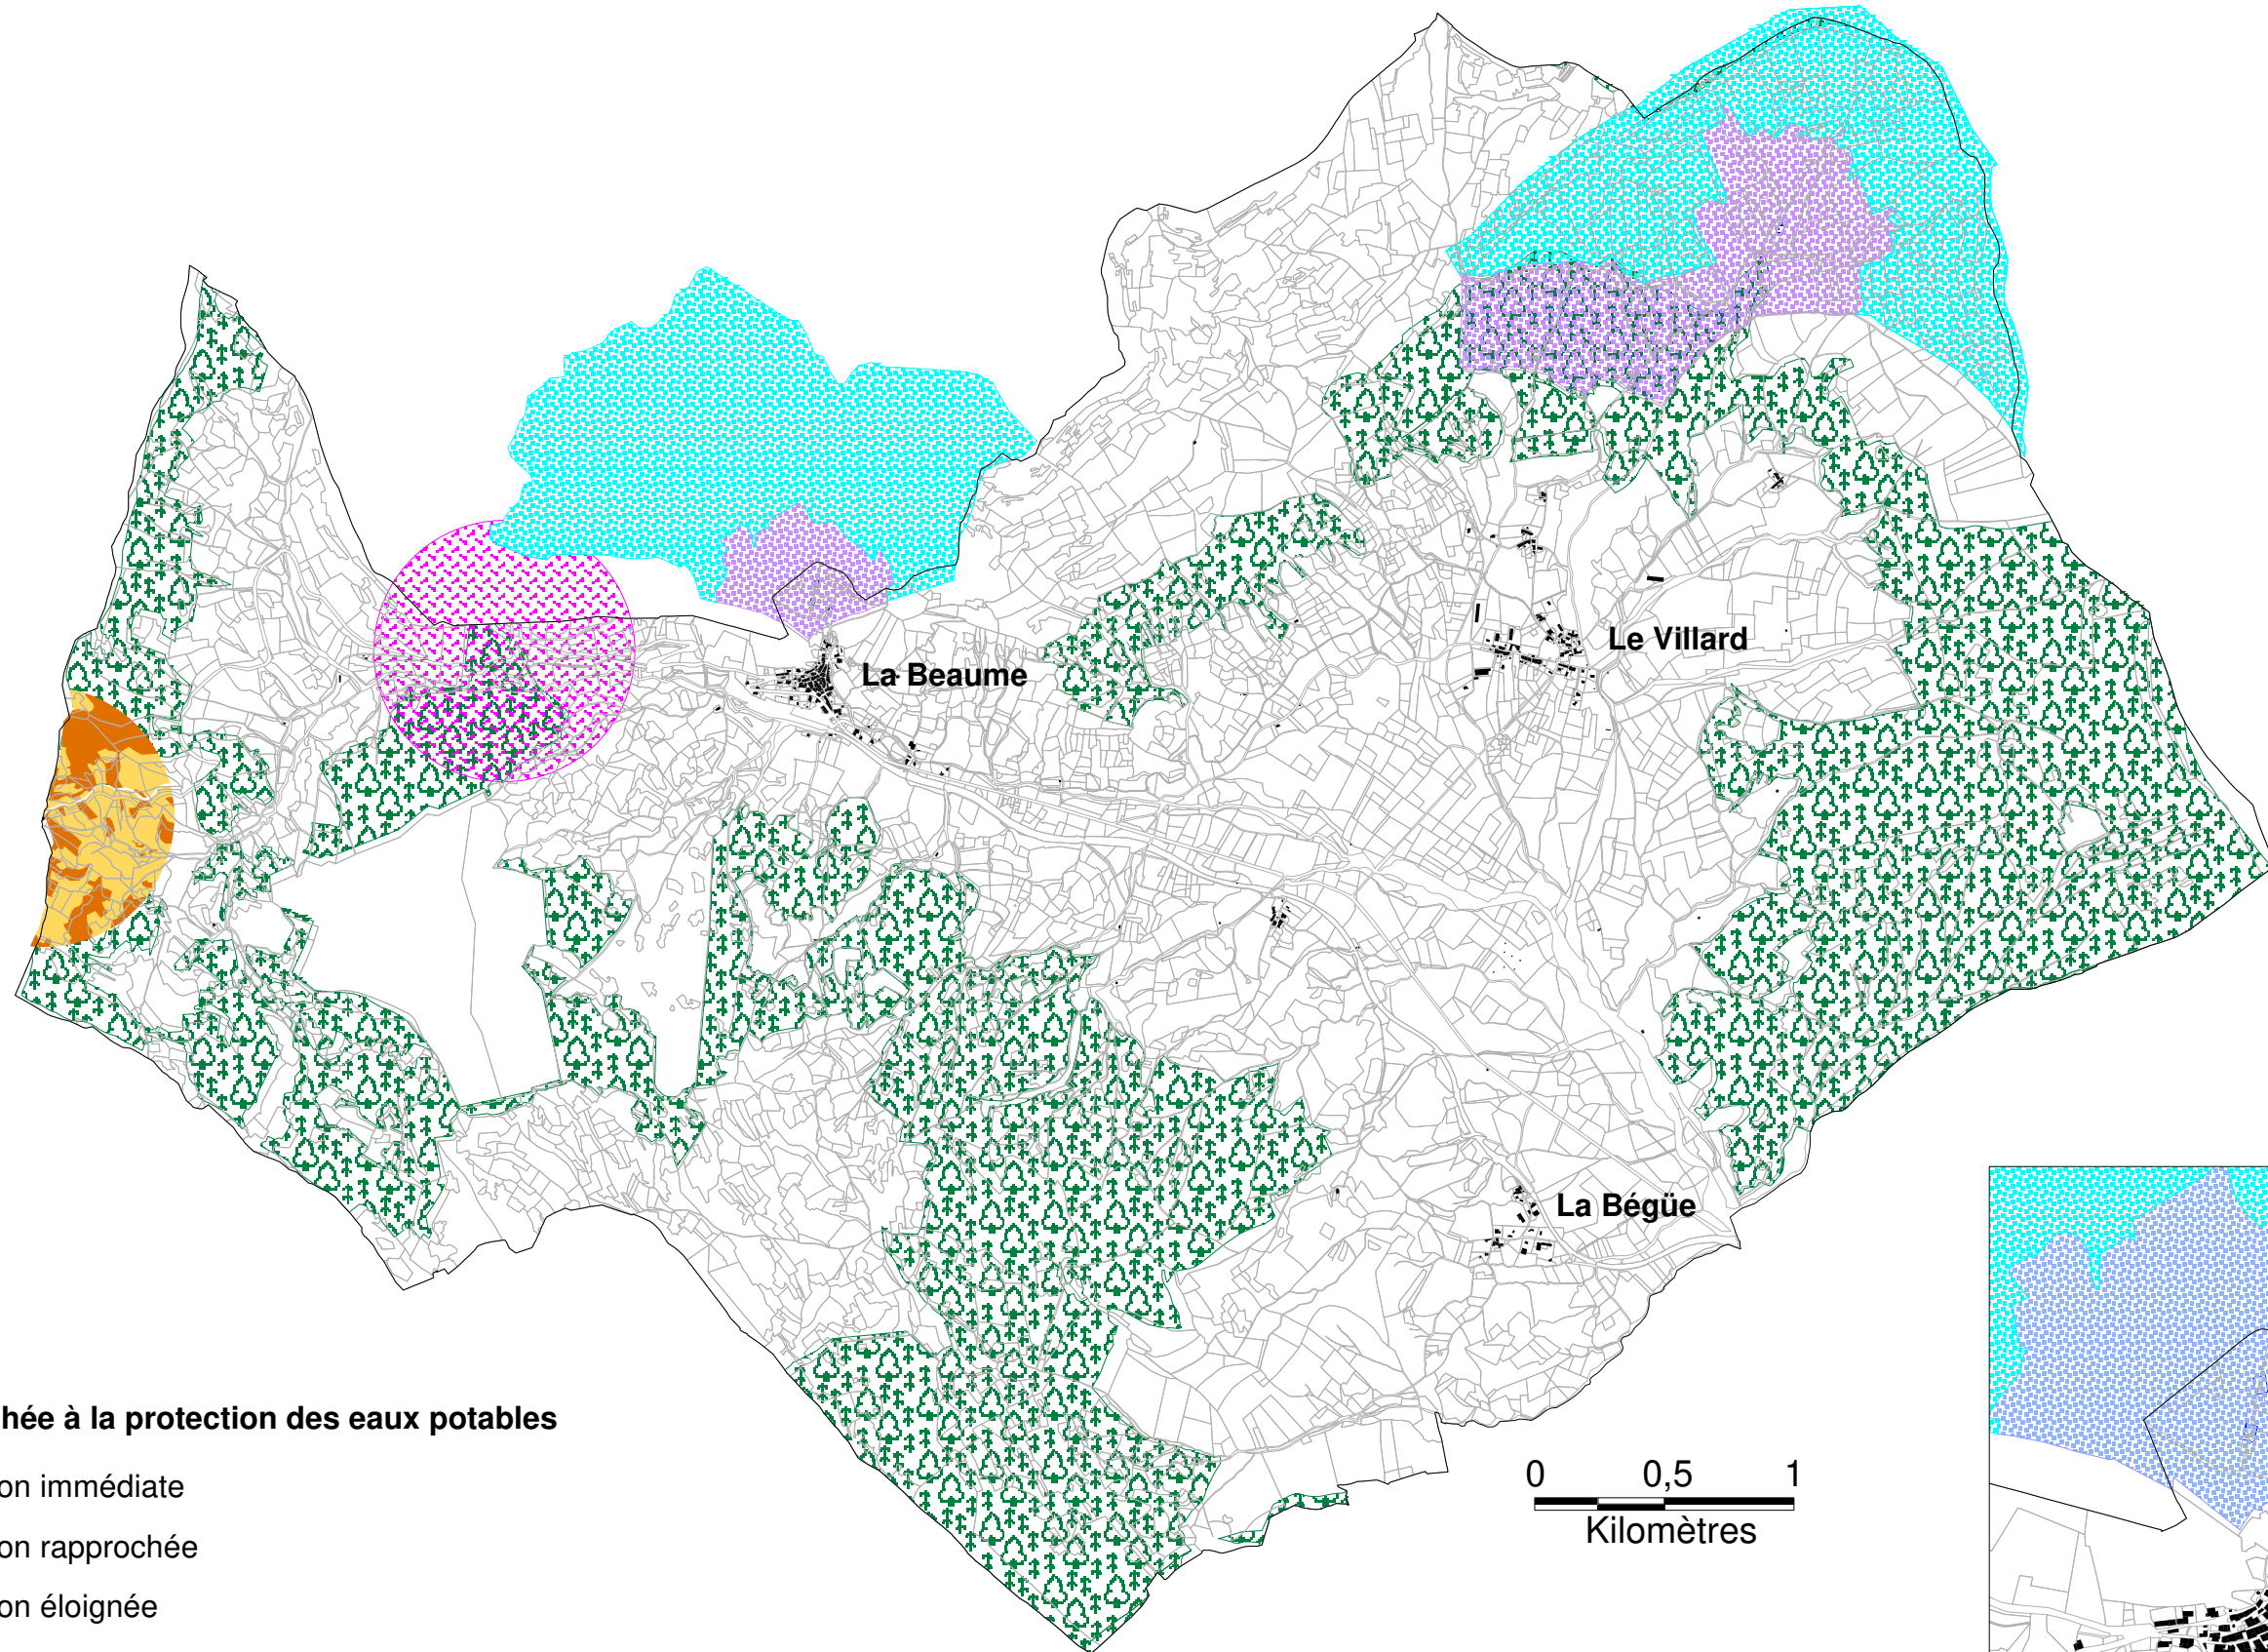 Le Villard
La Beaume
La Bégüe
hée à la protection des eaux potables
on immédiate
on rapprochée
on éloignée
0 0,5 1
Kilomètres